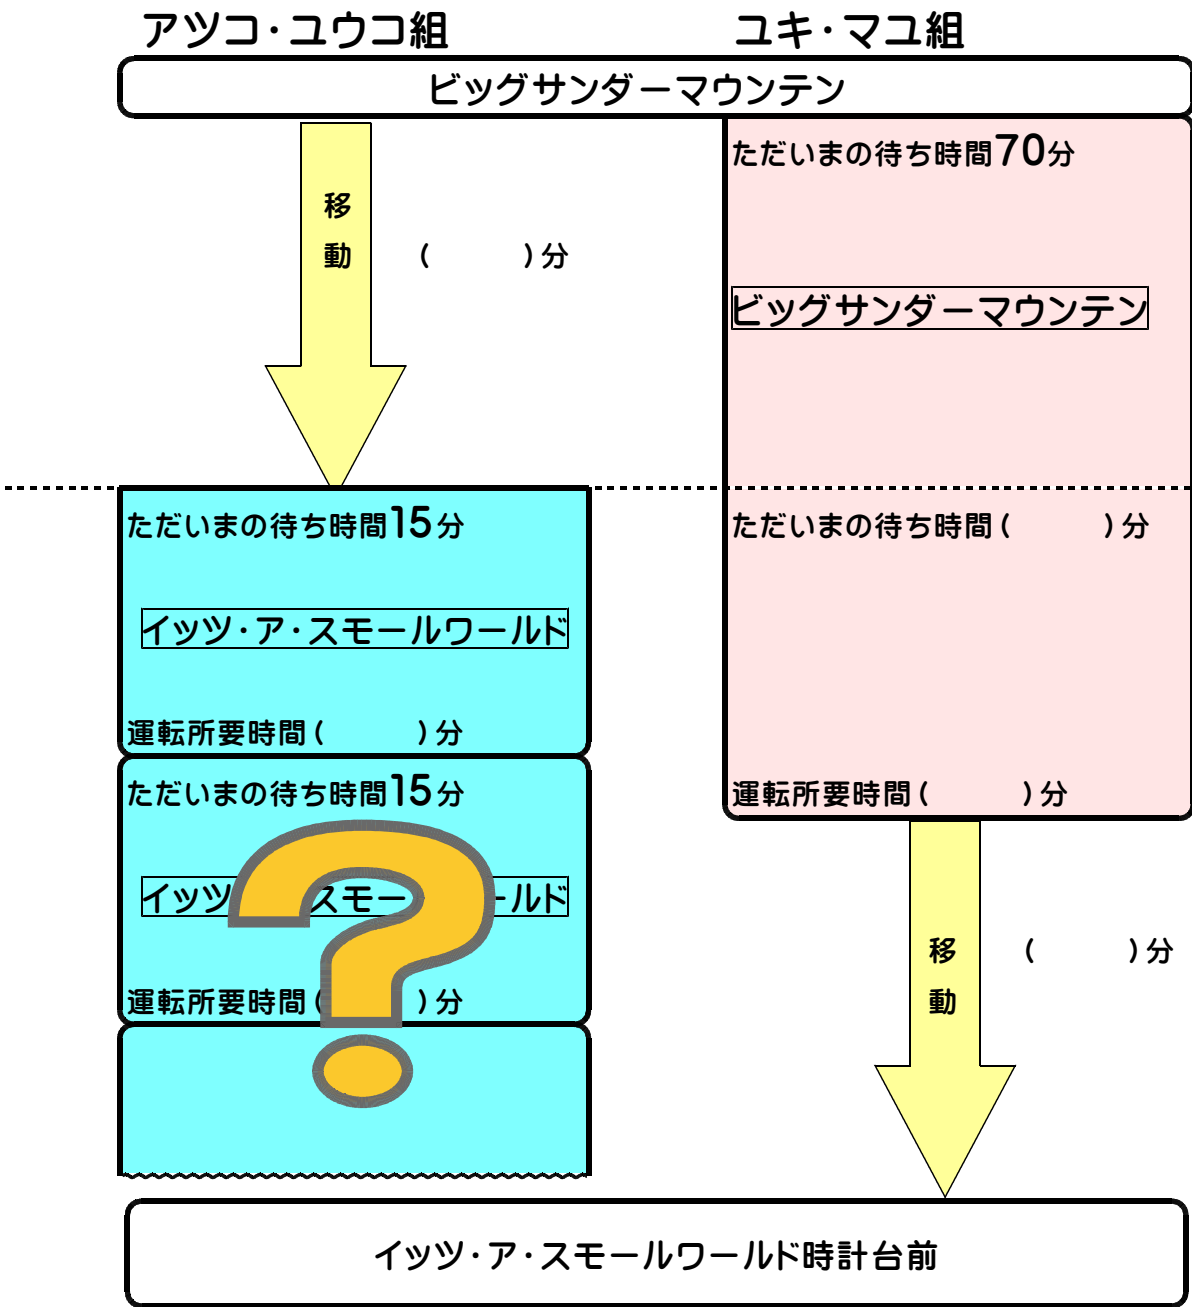 アツコ・ユウコ組
ユキ・マユ組
ビッグサンダーマウンテン
移
動
(　　　)分
ただいまの待ち時間15分
イッツ・ア・スモールワールド
運転所要時間(　　　)分
ただいまの待ち時間15分
イッツ
スモー
ルド
運転所要時間(　　　)分
?
ただいまの待ち時間70分
ビッグサンダーマウンテン
ただいまの待ち時間(　　　)分
運転所要時間(　　　)分
移
動
(　　　)分
イッツ・ア・スモールワールド時計台前